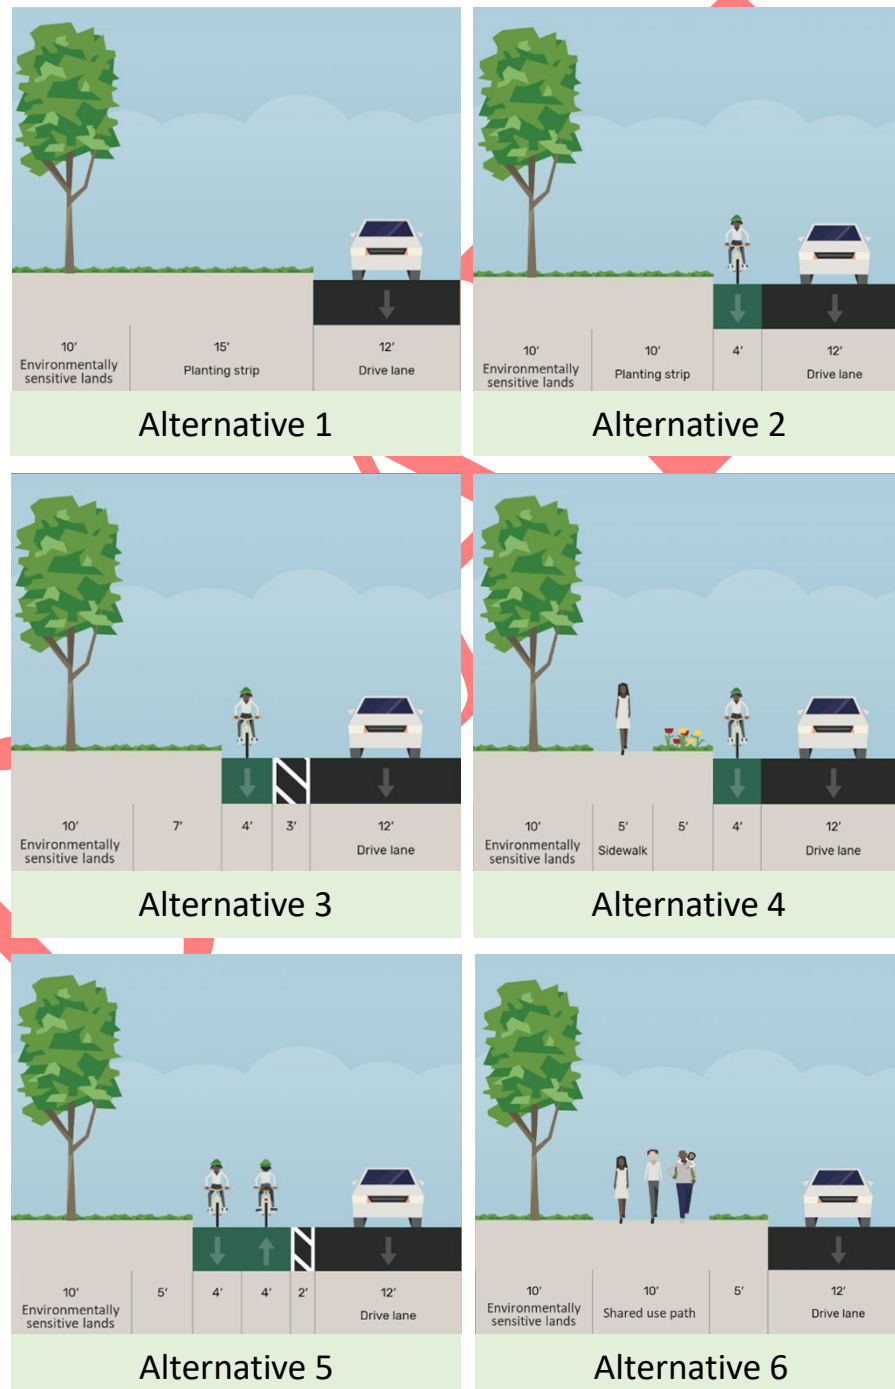 10' 15' 12'
Environmentally sensitive lands Planting strip Drive lane
Alternative 1
10' 10' 4' 12'
Environmentally sensitive lands Planting strip Drive lane
Alternative 2
10' 7' 4' 3' 12'
Environmentally sensitive lands Drive lane
Alternative 3
10' 5' 5' 4' 12'
Environmentally sensitive lands Sidewalk Drive lane
Alternative 4
10' 5' 4' 4' 2' 12'
Environmentally sensitive lands Drive lane
Alternative 5
10' 10' 5' 12'
Environmentally sensitive lands Shared use path Drive lane
Alternative 6